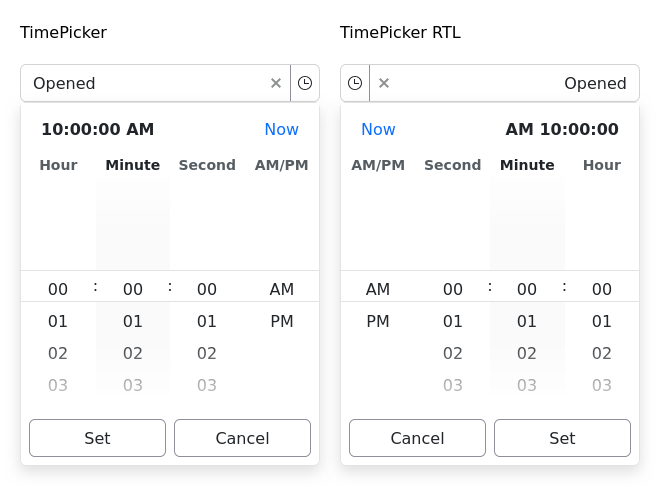 TimePicker
Opened ×
10:00:00 AM Now
Hour Minute Second AM/PM
00 : 00 : 00 AM
01 01 01 PM
02 02 02
03 03 03
Set Cancel
TimePicker RTL
× Opened
Now AM 10:00:00
AM/PM Second Minute Hour
AM 00 : 00 : 00
PM 01 01 01
02 02 02
03 03 03
Cancel Set